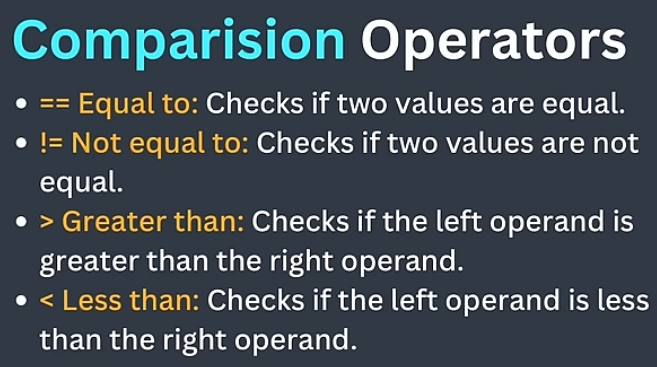 Comparision Operators
• == Equal to: Checks if two values are equal.
• != Not equal to: Checks if two values are not
equal.
• > Greater than: Checks if the left operand is
greater than the right operand.
• < Less than: Checks if the left operand is less
than the right operand.